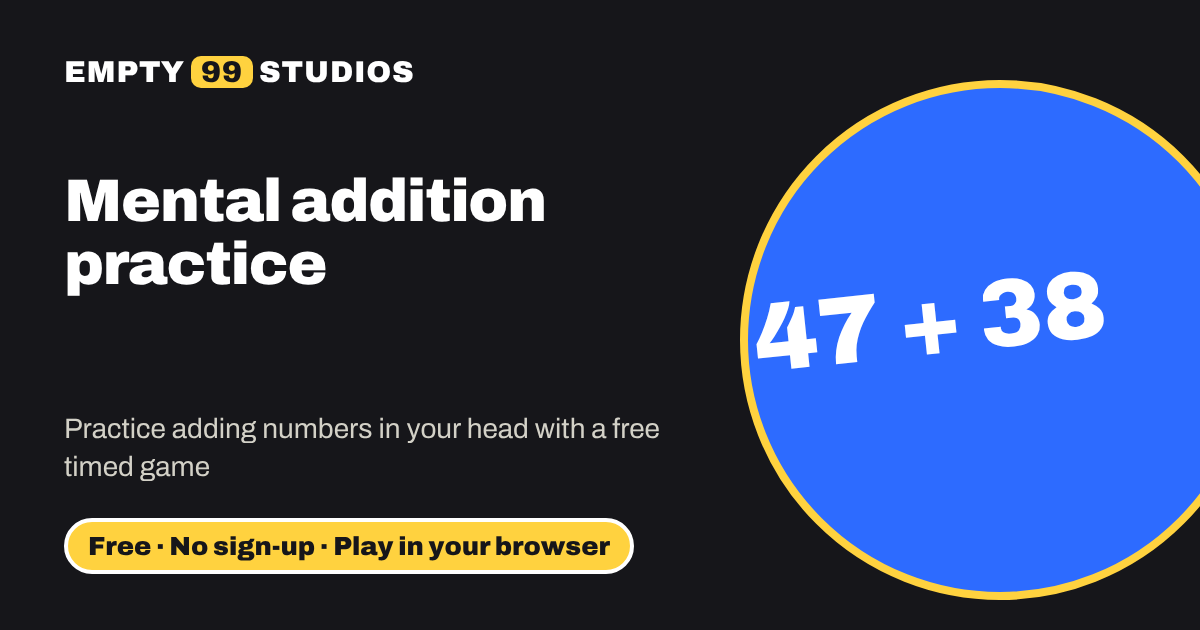 EMPTY 99 STUDIOS
Mental addition
practice
47 + 38
Practice adding numbers in your head with a free
timed game
Free · No sign-up · Play in your browser